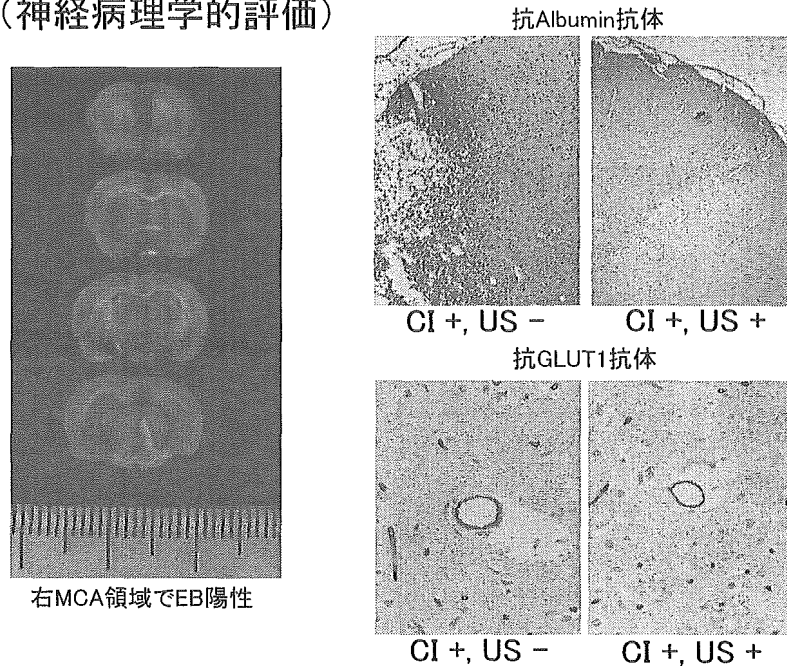 （神経病理学的評価）
抗Albumin抗体
CI +, US −
CI +, US +
抗GLUT1抗体
CI +, US −
CI +, US +
右MCA領域でEB陽性